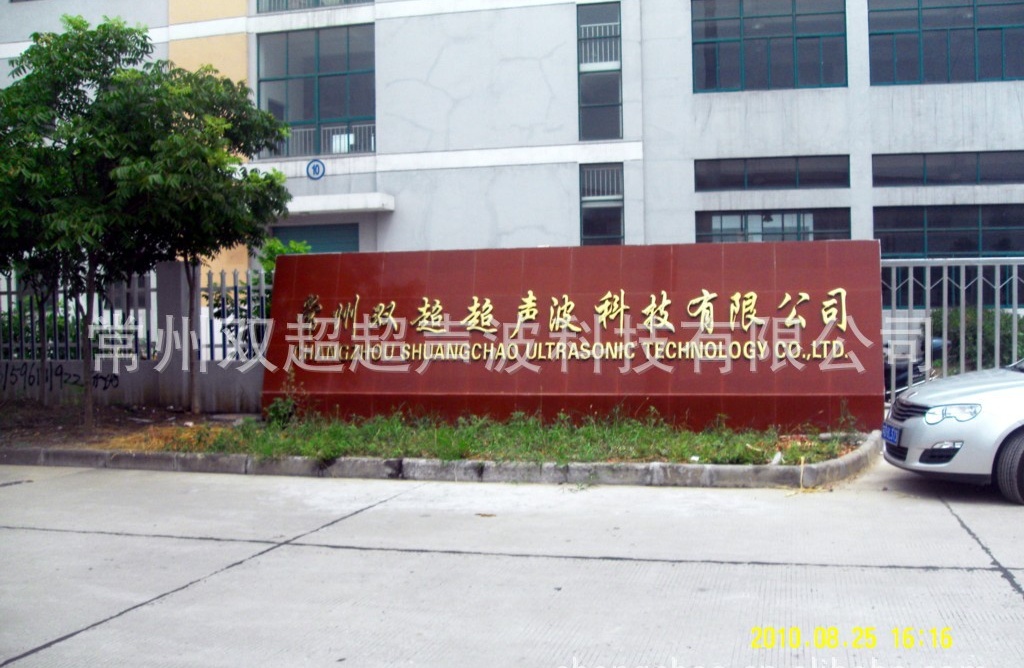 10
常州双超超声波科技有限公司
CHANGZHOU SHUANGCHAO ULTRASONIC TECHNOLOGY CO.,LTD.
常州双超超声波科技有限公司
2010.08.25 16:16